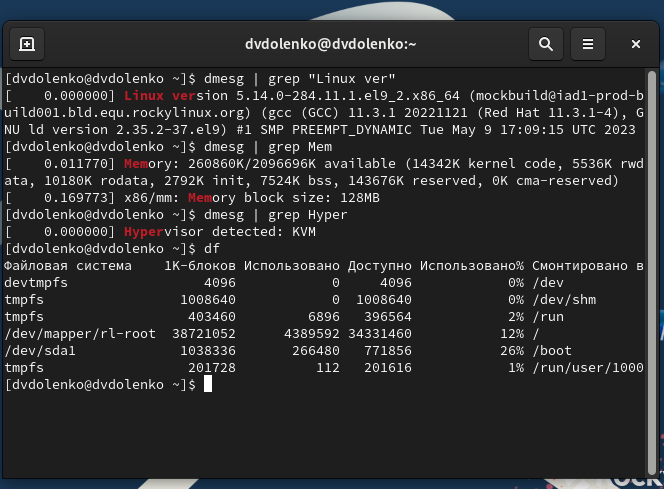 dvdolenko@dvdolenko:~
[dvdolenko@dvdolenko ~]$ dmesg | grep "Linux ver"
[    0.000000] Linux version 5.14.0-284.11.1.el9_2.x86_64 (mockbuild@iad1-prod-b
uild001.bld.equ.rockylinux.org) (gcc (GCC) 11.3.1 20221121 (Red Hat 11.3.1-4), G
NU ld version 2.35.2-37.el9) #1 SMP PREEMPT_DYNAMIC Tue May 9 17:09:15 UTC 2023
[dvdolenko@dvdolenko ~]$ dmesg | grep Mem
[    0.011770] Memory: 260860K/2096696K available (14342K kernel code, 5536K rwd
ata, 10180K rodata, 2792K init, 7524K bss, 143676K reserved, 0K cma-reserved)
[    0.169773] x86/mm: Memory block size: 128MB
[dvdolenko@dvdolenko ~]$ dmesg | grep Hyper
[    0.000000] Hypervisor detected: KVM
[dvdolenko@dvdolenko ~]$ df
Файловая система    1K-блоков Использовано Доступно Использовано% Смонтировано в
devtmpfs                 4096            0     4096            0% /dev
tmpfs                 1008640            0  1008640            0% /dev/shm
tmpfs                  403460         6896   396564            2% /run
/dev/mapper/rl-root  38721052      4389592 34331460           12% /
/dev/sda1             1038336       266480   771856           26% /boot
tmpfs                  201728          112   201616            1% /run/user/1000
[dvdolenko@dvdolenko ~]$